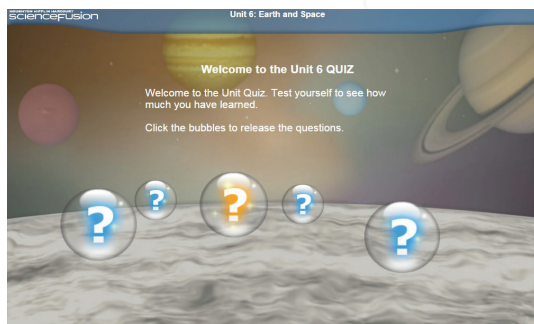 HOUGHTON MIFFLIN HARCOURT
scienceFusion
Unit 6: Earth and Space
Welcome to the Unit 6 QUIZ
Welcome to the Unit Quiz. Test yourself to see how
much you have learned.
Click the bubbles to release the questions.
?
?
?
?
?